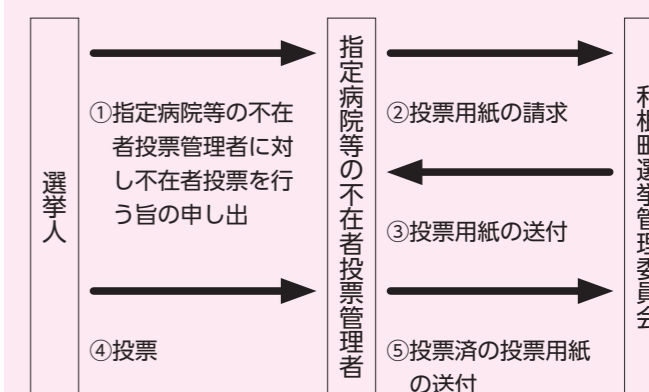 選挙人
①指定病院等の不在
者投票管理者に対
し不在者投票を行
う旨の申し出
④投票
指定病院等の不在者投票管理者
②投票用紙の請求
③投票用紙の送付
⑤投票済の投票用紙
の送付
利根町選挙管理委員会